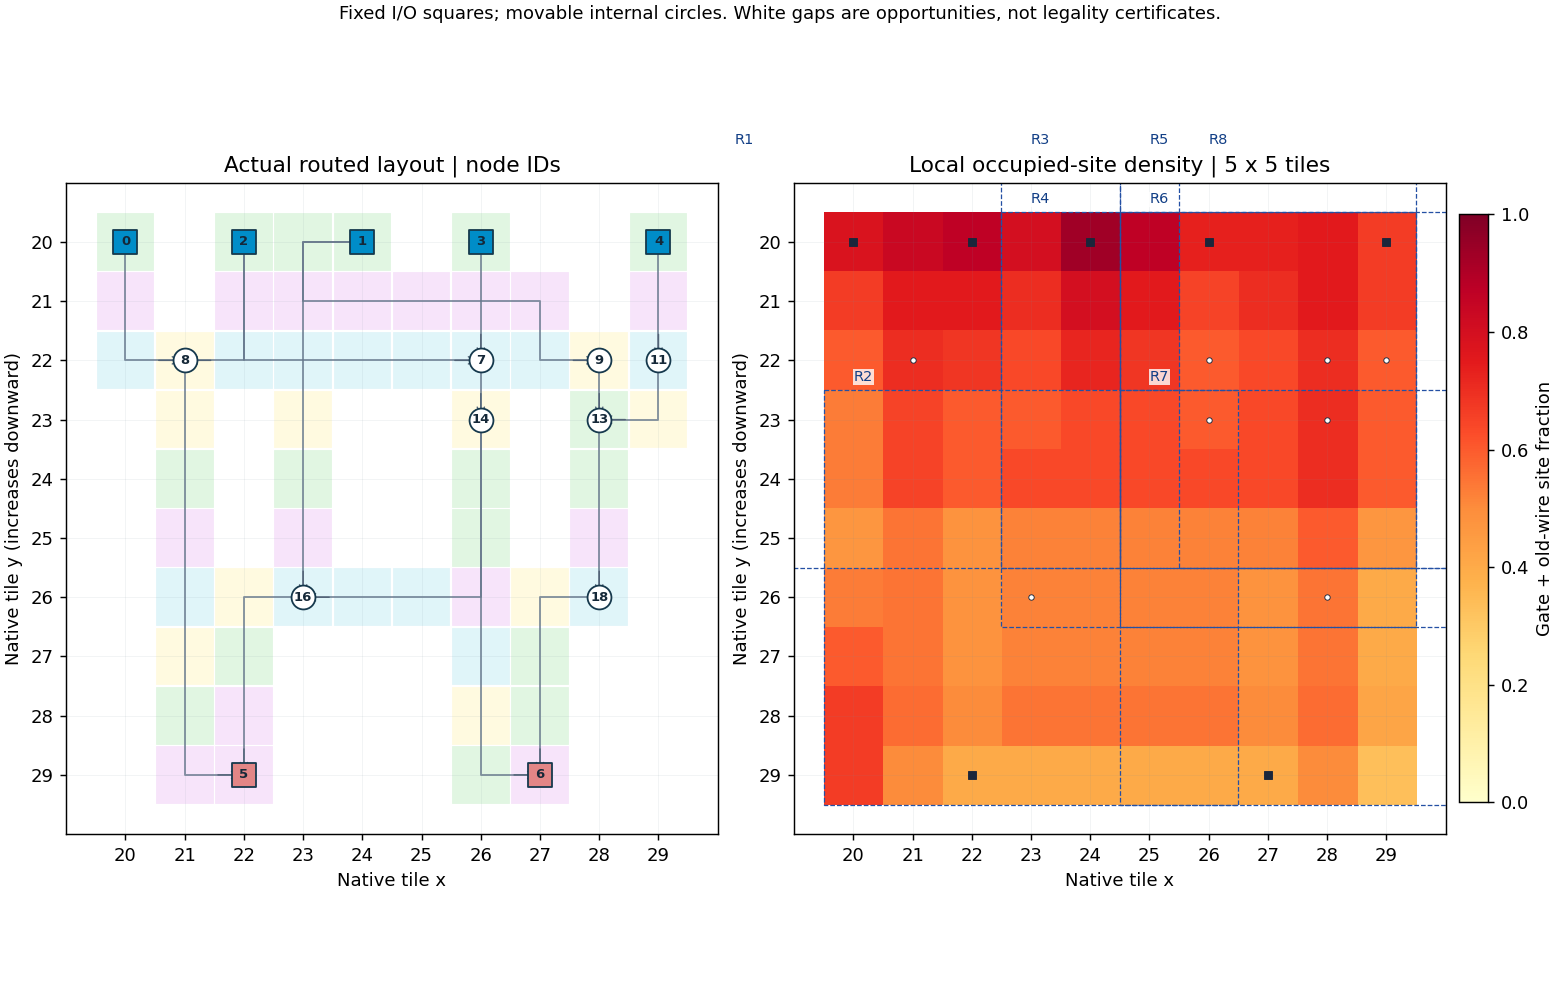 Fixed I/O squares; movable internal circles. White gaps are opportunities, not legality certificates.
R1
R3
R5
R8
Actual routed layout | node IDs
Local occupied-site density | 5 x 5 tiles
R4
R6
R2
R7
0
2
1
3
4
8
7
9
11
14
13
16
18
5
6
20
21
22
23
24
25
26
27
28
29
Native tile y (increases downward)
20 21 22 23 24 25 26 27 28 29
Native tile x
20
21
22
23
24
25
26
27
28
29
Native tile y (increases downward)
20 21 22 23 24 25 26 27 28 29
Native tile x
1.0
0.8
0.6
0.4
0.2
0.0
Gate + old-wire site fraction